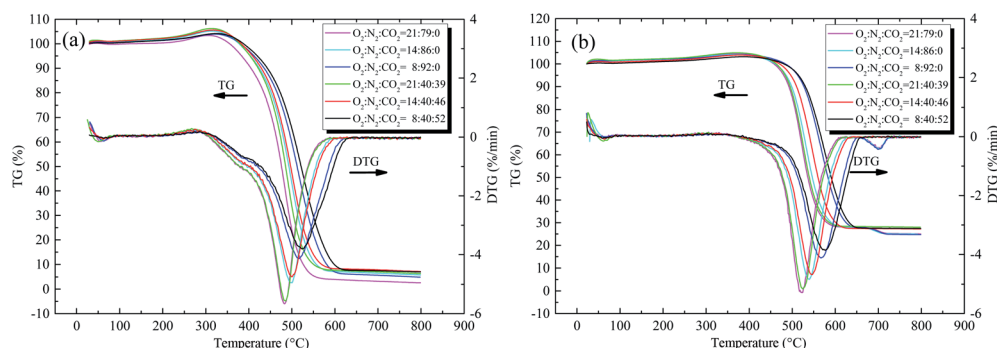 (a)
TG (%)
110
100
90
80
70
60
50
40
30
20
10
0
-10
O₂:N₂:CO₂=21:79:0
O₂:N₂:CO₂=14:86:0
O₂:N₂:CO₂= 8:92:0
O₂:N₂:CO₂=21:40:39
O₂:N₂:CO₂=14:40:46
O₂:N₂:CO₂= 8:40:52
TG
DTG
4
2
0
-2
-4
-6
DTG (%/min)
0 100 200 300 400 500 600 700 800 900
Temperature (°C)
(b)
TG (%)
120
110
100
90
80
70
60
50
40
30
20
10
0
-10
O₂:N₂:CO₂=21:79:0
O₂:N₂:CO₂=14:86:0
O₂:N₂:CO₂= 8:92:0
O₂:N₂:CO₂=21:40:39
O₂:N₂:CO₂=14:40:46
O₂:N₂:CO₂= 8:40:52
TG
DTG
4
2
0
-2
-4
-6
DTG (%/min)
0 100 200 300 400 500 600 700 800 900
Temperature (°C)